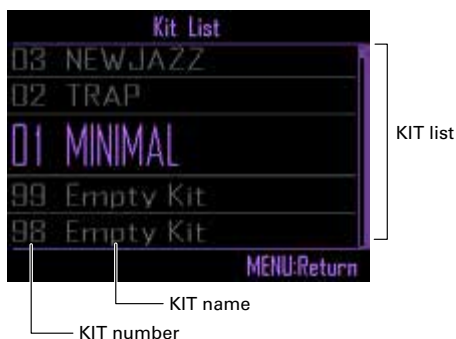 Kit List
03 NEWJAZZ
02 TRAP
01 MINIMAL
99 Empty Kit
98 Empty Kit
MENU:Return
KIT list
KIT name
KIT number